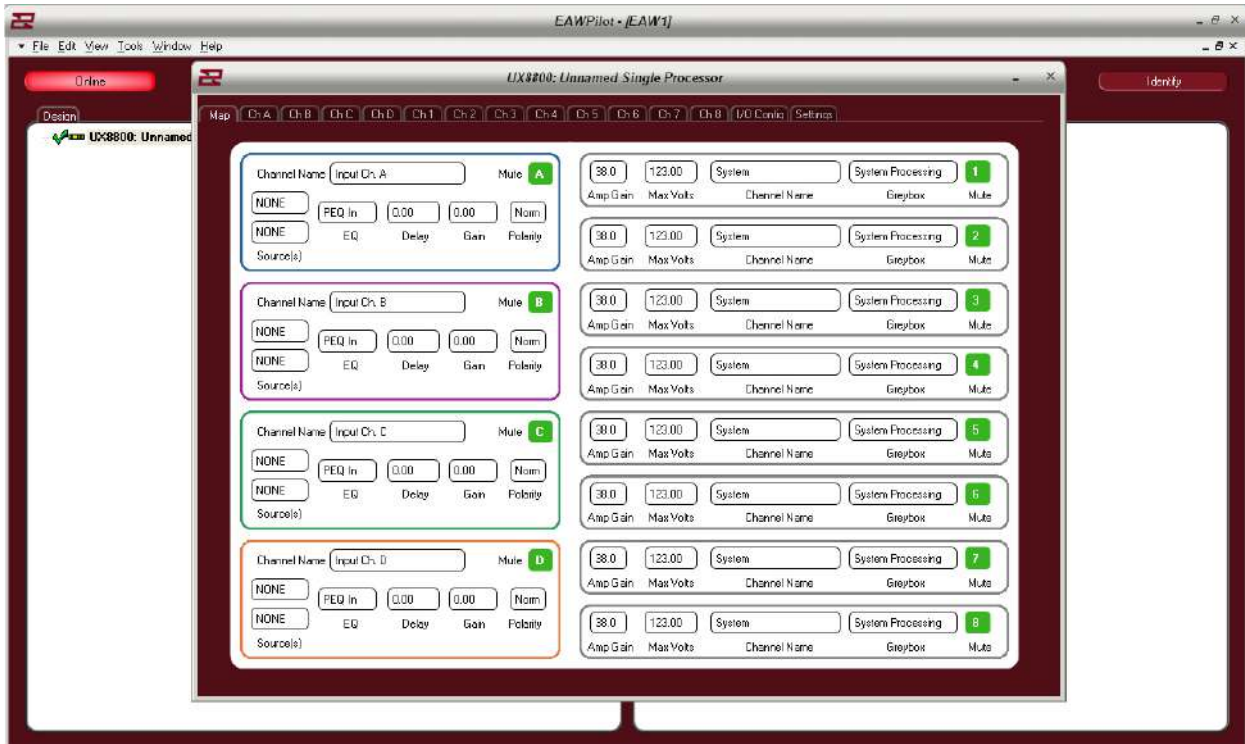 EAWPilot - [EAW1]
File Edit View Tools Window Help
Online
UX8800: Unnamed Single Processor
Identify
Design
UX8800: Unnamed
Map Ch A Ch B Ch C Ch D Ch 1 Ch 2 Ch 3 Ch 4 Ch 5 Ch 6 Ch 7 Ch 8 I/O Config Settings
Channel Name Input Ch. A Mute A
NONE
PEQ In 0.00 0.00 Norm
NONE
EQ Delay Gain Polarity
Source(s)
Channel Name Input Ch. B Mute B
NONE
PEQ In 0.00 0.00 Norm
NONE
EQ Delay Gain Polarity
Source(s)
Channel Name Input Ch. C Mute C
NONE
PEQ In 0.00 0.00 Norm
NONE
EQ Delay Gain Polarity
Source(s)
Channel Name Input Ch. D Mute D
NONE
PEQ In 0.00 0.00 Norm
NONE
EQ Delay Gain Polarity
Source(s)
38.0 123.00 System System Processing 1
Amp Gain Max Volts Channel Name Greybox Mute
38.0 123.00 System System Processing 2
Amp Gain Max Volts Channel Name Greybox Mute
38.0 123.00 System System Processing 3
Amp Gain Max Volts Channel Name Greybox Mute
38.0 123.00 System System Processing 4
Amp Gain Max Volts Channel Name Greybox Mute
38.0 123.00 System System Processing 5
Amp Gain Max Volts Channel Name Greybox Mute
38.0 123.00 System System Processing 6
Amp Gain Max Volts Channel Name Greybox Mute
38.0 123.00 System System Processing 7
Amp Gain Max Volts Channel Name Greybox Mute
38.0 123.00 System System Processing 8
Amp Gain Max Volts Channel Name Greybox Mute